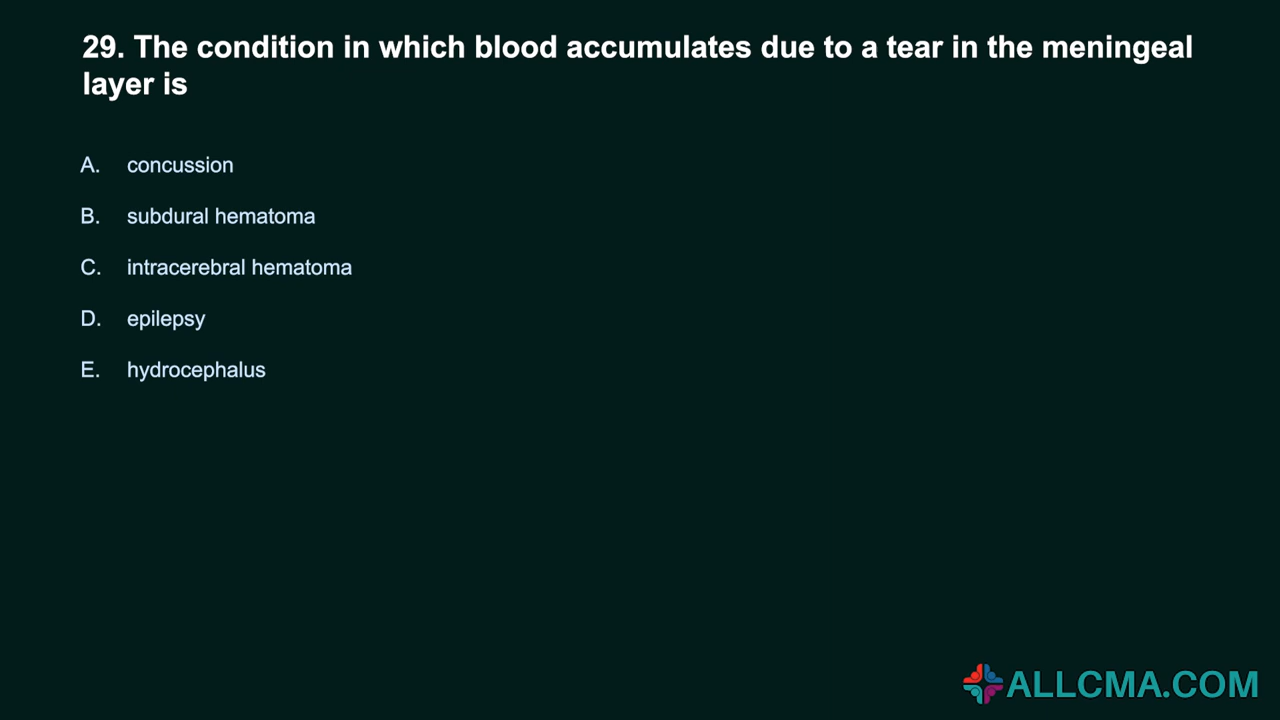 29. The condition in which blood accumulates due to a tear in the meningeal
layer is
A. concussion
B. subdural hematoma
C. intracerebral hematoma
D. epilepsy
E. hydrocephalus
ALLCMA.COM